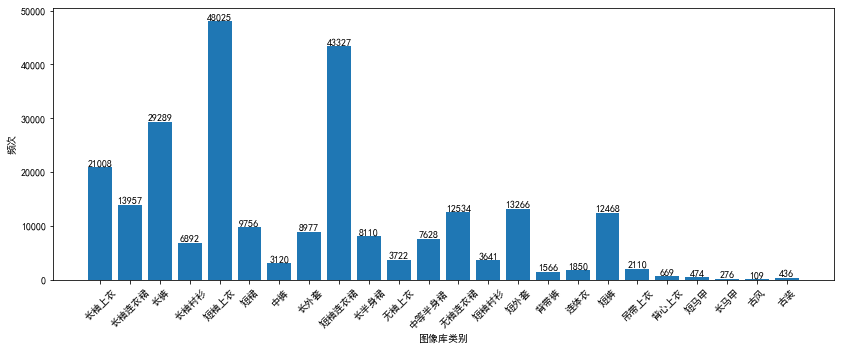 50000
40000
30000
20000
10000
0
频次
21008
13957
29289
6892
48025
9756
3120
8977
43327
8110
3722
7628
12534
3641
13266
1566
1850
12468
2110
669
474
276
109
436
长袖上衣
长袖连衣裙
长裤
长袖衬衫
短袖上衣
短裙
中裤
长外套
短袖连衣裙
长半身裙
无袖上衣
中等半身裙
无袖连衣裙
短袖衬衫
短外套
背带裤
连体衣
短裤
吊带上衣
背心上衣
短马甲
长马甲
古风
古装
图像库类别